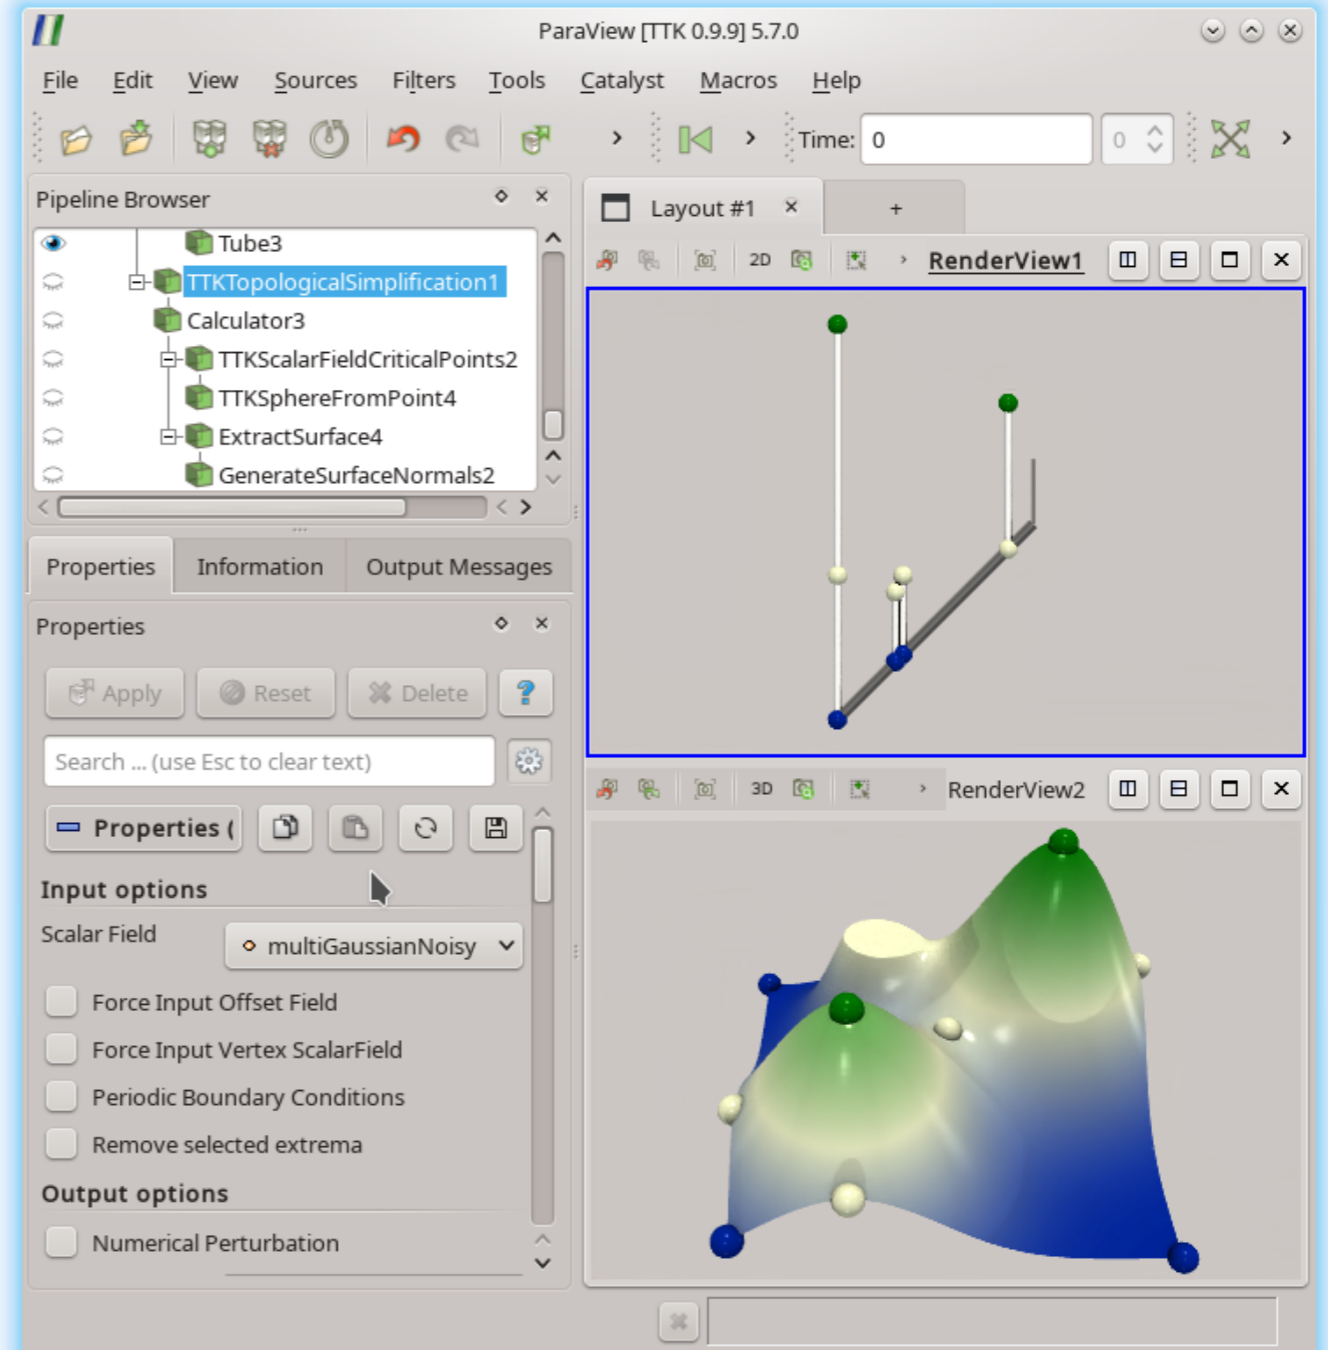 ParaView [TTK 0.9.9] 5.7.0
File Edit View Sources Filters Tools Catalyst Macros Help
Time: 0 0
Pipeline Browser
Tube3
TTKTopologicalSimplification1
Calculator3
TTKScalarFieldCriticalPoints2
TTKSphereFromPoint4
ExtractSurface4
GenerateSurfaceNormals2
Properties Information Output Messages
Properties
Apply Reset Delete ?
Search ... (use Esc to clear text)
Properties (
Input options
Scalar Field multiGaussianNoisy
Force Input Offset Field
Force Input Vertex ScalarField
Periodic Boundary Conditions
Remove selected extrema
Output options
Numerical Perturbation
Layout #1 +
2D RenderView1
3D RenderView2